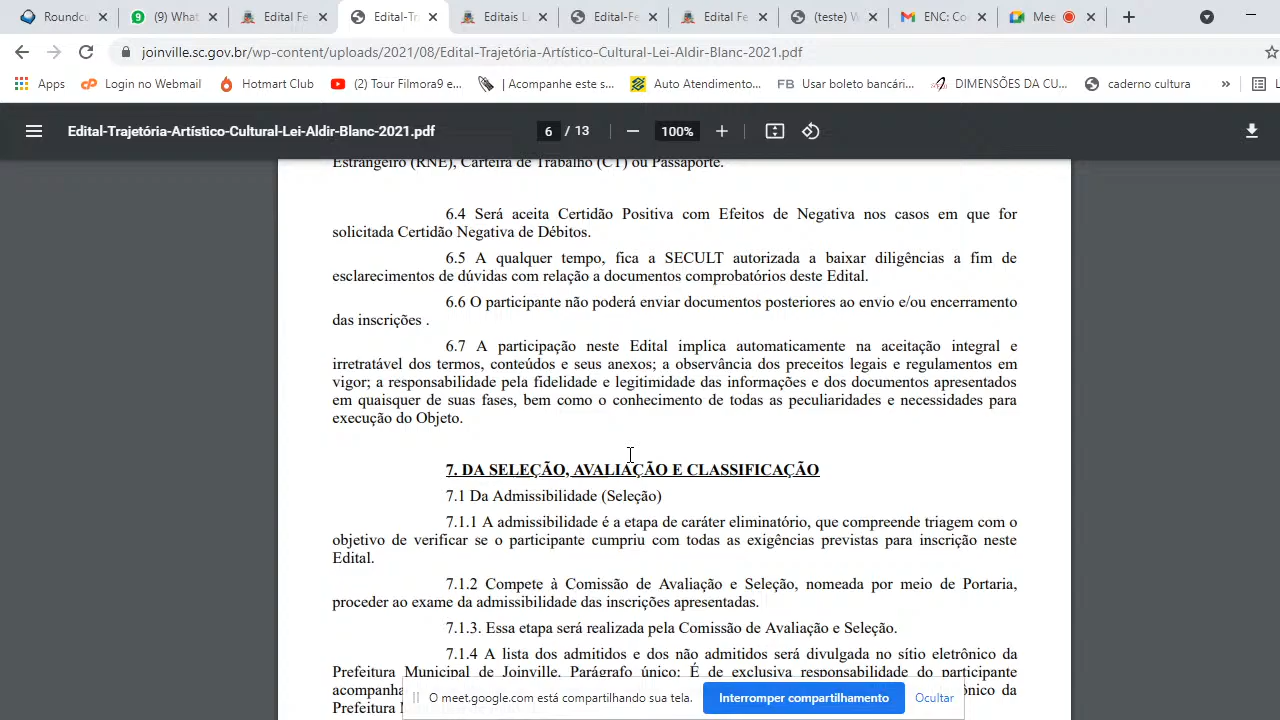 Roundcu
(9) What
Edital Fe
Edital-Tr
Editais L
Edital-Fe
Edital Fe
(teste) W
ENC: Co
Mee
joinville.sc.gov.br/wp-content/uploads/2021/08/Edital-Trajetória-Artístico-Cultural-Lei-Aldir-Blanc-2021.pdf
Apps
Login no Webmail
Hotmart Club
(2) Tour Filmora9 e...
| Acompanhe este s...
Auto Atendimento...
FB Usar boleto bancári...
DIMENSÕES DA CU...
caderno cultura
»
Edital-Trajetória-Artístico-Cultural-Lei-Aldir-Blanc-2021.pdf
6 / 13
100%
Estrangeiro (RNE), Carteira de Trabalho (CT) ou Passaporte.
6.4 Será aceita Certidão Positiva com Efeitos de Negativa nos casos em que for
solicitada Certidão Negativa de Débitos.
6.5 A qualquer tempo, fica a SECULT autorizada a baixar diligências a fim de
esclarecimentos de dúvidas com relação a documentos comprobatórios deste Edital.
6.6 O participante não poderá enviar documentos posteriores ao envio e/ou encerramento
das inscrições .
6.7 A participação neste Edital implica automaticamente na aceitação integral e
irretratável dos termos, conteúdos e seus anexos; a observância dos preceitos legais e regulamentos em
vigor; a responsabilidade pela fidelidade e legitimidade das informações e dos documentos apresentados
em quaisquer de suas fases, bem como o conhecimento de todas as peculiaridades e necessidades para
execução do Objeto.
7. DA SELEÇÃO, AVALIAÇÃO E CLASSIFICAÇÃO
7.1 Da Admissibilidade (Seleção)
7.1.1 A admissibilidade é a etapa de caráter eliminatório, que compreende triagem com o
objetivo de verificar se o participante cumpriu com todas as exigências previstas para inscrição neste
Edital.
7.1.2 Compete à Comissão de Avaliação e Seleção, nomeada por meio de Portaria,
proceder ao exame da admissibilidade das inscrições apresentadas.
7.1.3. Essa etapa será realizada pela Comissão de Avaliação e Seleção.
7.1.4 A lista dos admitidos e dos não admitidos será divulgada no sítio eletrônico da
Prefeitura Municipal de Joinville. Parágrafo único: É de exclusiva responsabilidade do participante
acompanha
ônico da
Prefeitura M
O meet.google.com está compartilhando sua tela.
Interromper compartilhamento
Ocultar